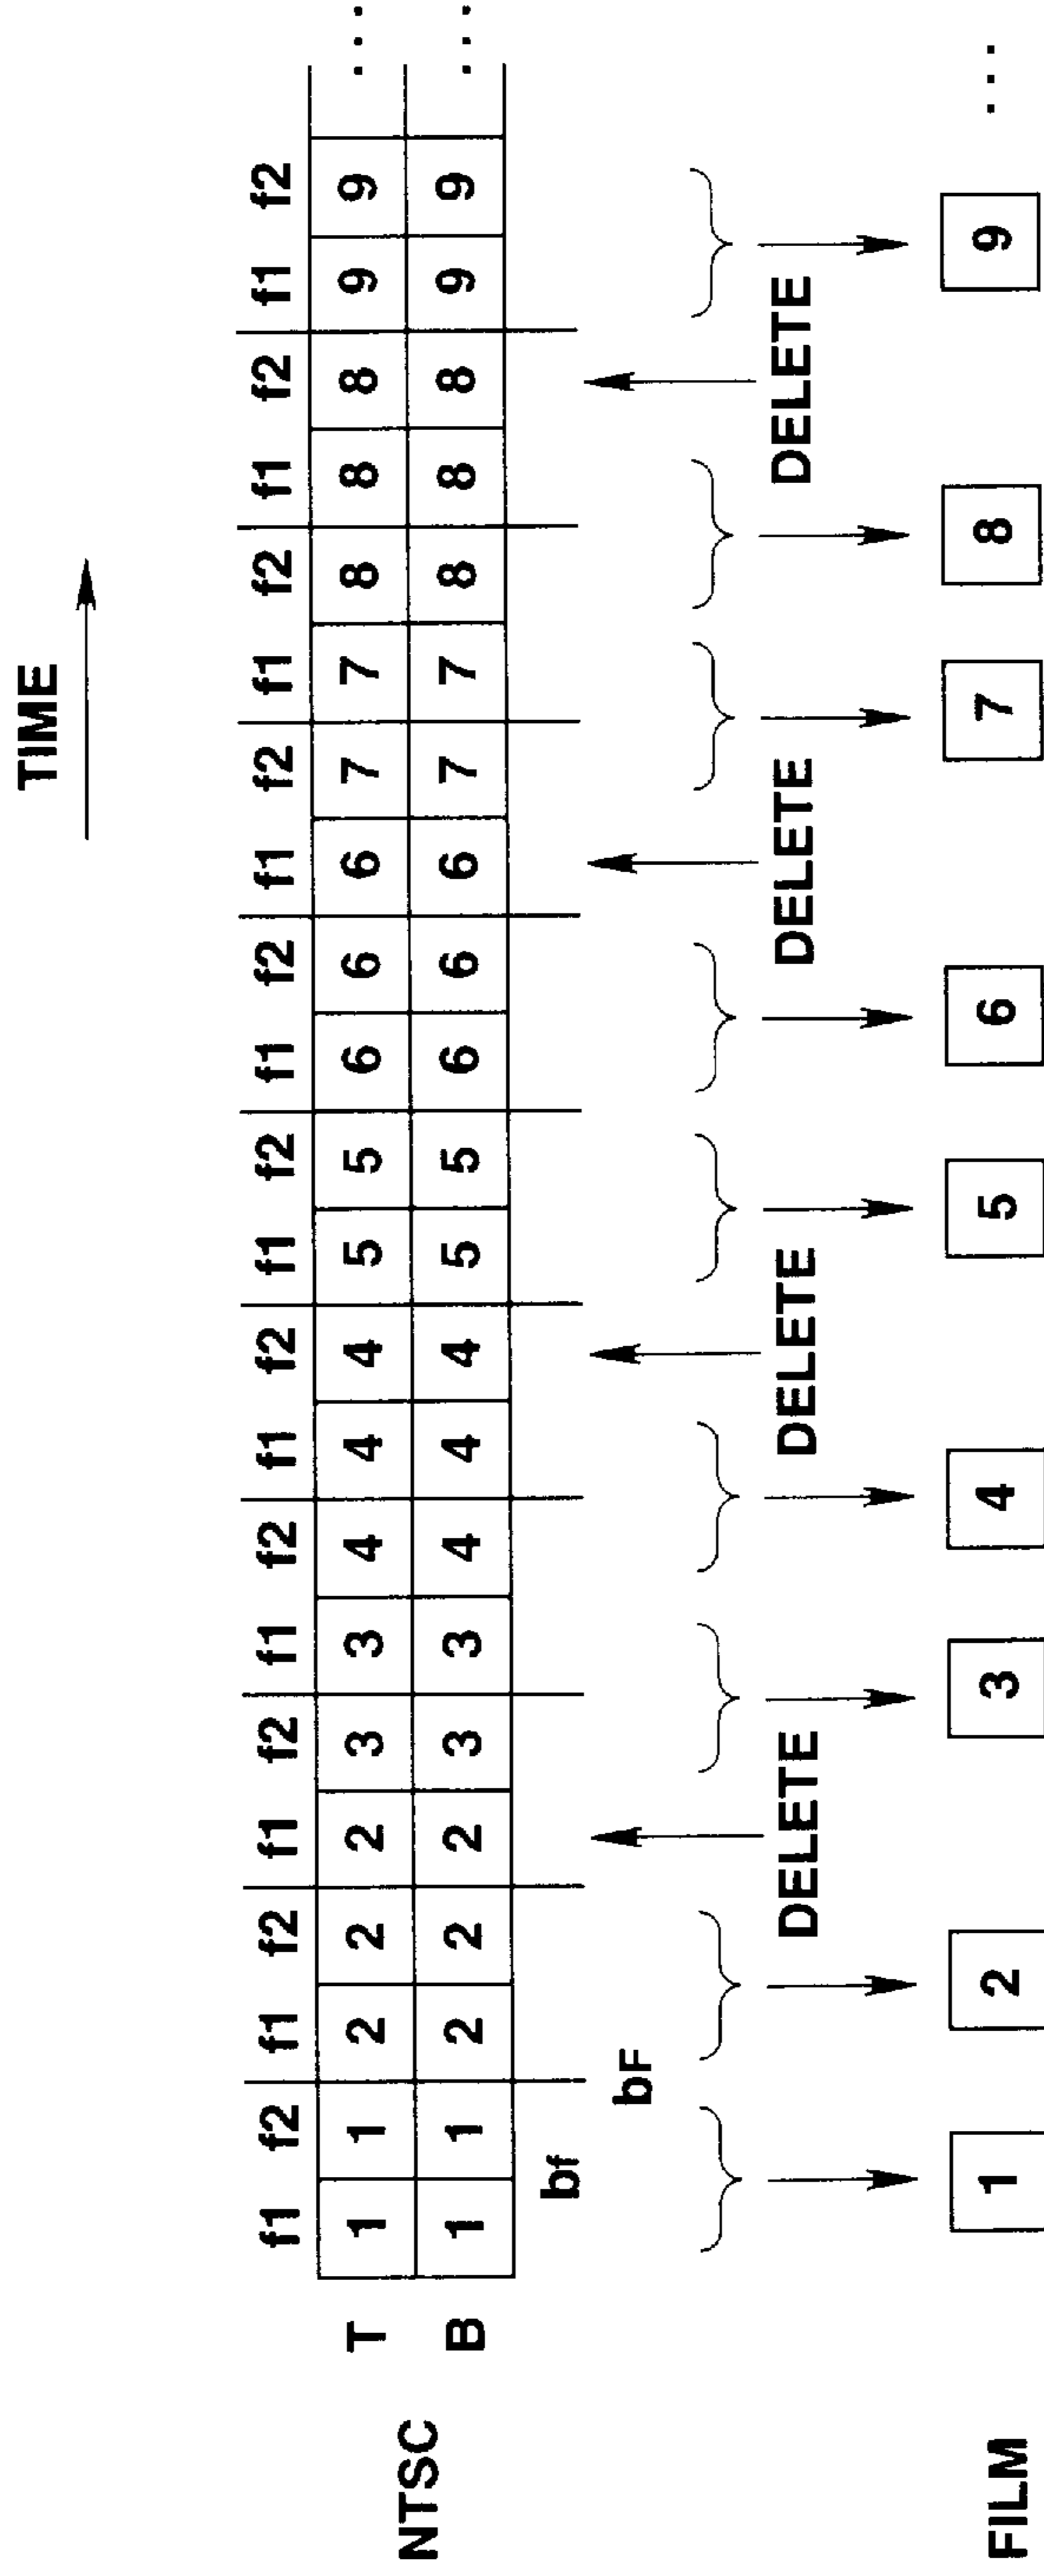 TIME
f1 f2 f1 f2 f1 f2 f1 f2 f1 f2 f1 f2 f1 f2 f1 f2 f1 f2 f1 f2 f1 f2
T 1 1 2 2 2 3 3 4 4 4 5 5 6 6 6 7 7 8 8 8 9 9 ...
NTSC
B 1 1 2 2 2 3 3 4 4 4 5 5 6 6 6 7 7 8 8 8 9 9 ...
bf
bF
DELETE DELETE DELETE DELETE
FILM 1 2 3 4 5 6 7 8 9 ...